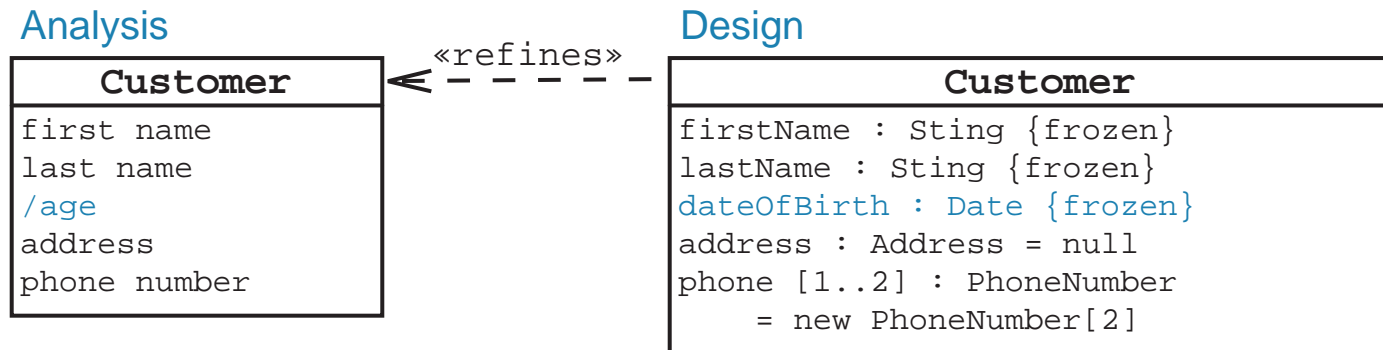 Analysis
Customer
first name
last name
/age
address
phone number
«refines»
Design
Customer
firstName : Sting {frozen}
lastName : Sting {frozen}
dateOfBirth : Date {frozen}
address : Address = null
phone [1..2] : PhoneNumber
= new PhoneNumber[2]